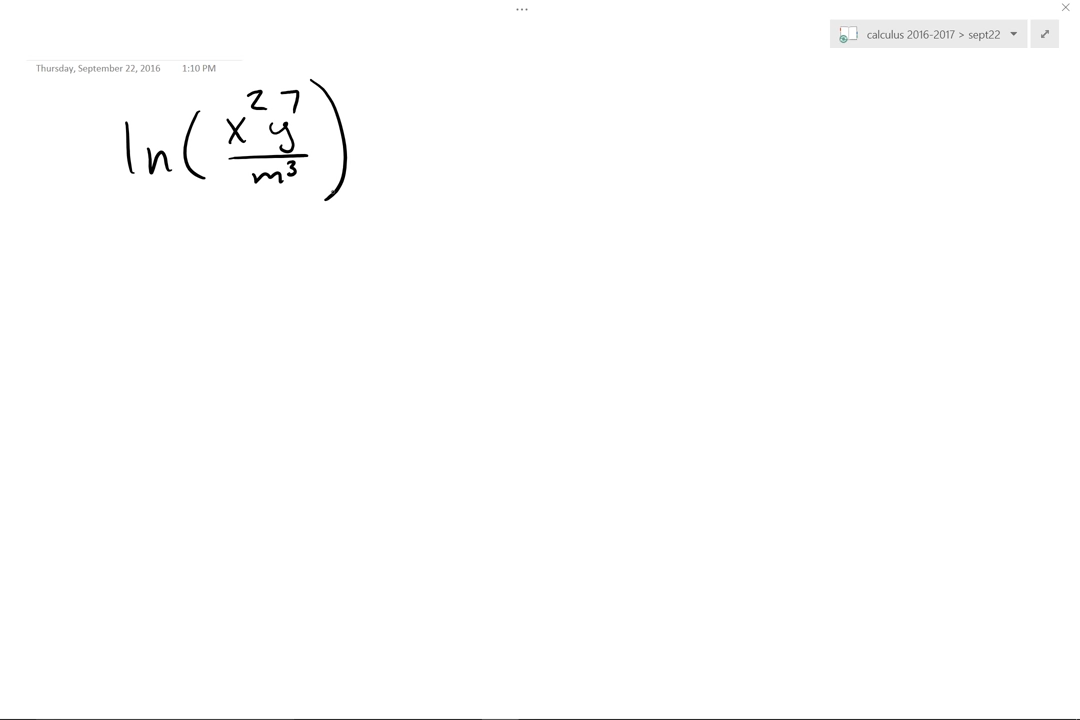 ...
calculus 2016-2017 > sept22
Thursday, September 22, 2016 1:10 PM
ln(x²y⁷/m³)